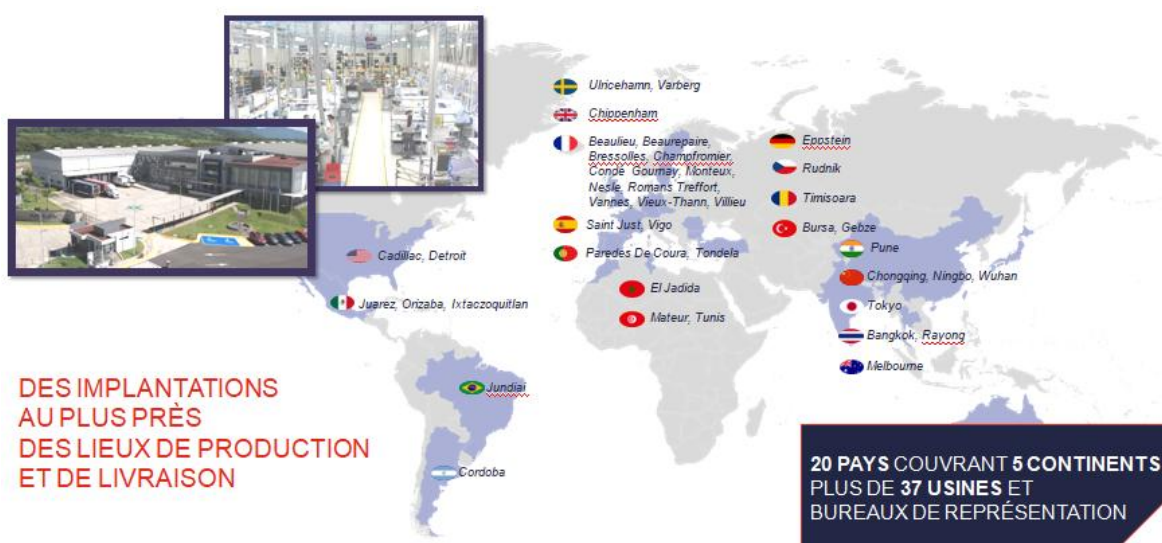 Ulricehamn, Varberg
Chippenham
Beaulieu, Beaurepaire,
Bressolles, Champfromier,
Condé Gournay, Monteux,
Nesle, Romans Treffort,
Vannes, Vieux-Thann, Villieu
Saint Just, Vigo
Paredes De Coura, Tondela
Eppstein
Rudnik
Timisoara
Bursa, Gebze
Pune
Chongqing, Ningbo, Wuhan
Tokyo
Bangkok, Rayong
Melbourne
El Jadida
Mateur, Tunis
Cadillac, Detroit
Juarez, Orizaba, Ixtaczoquitlan
Jundiai
Cordoba
DES IMPLANTATIONS
AU PLUS PRÈS
DES LIEUX DE PRODUCTION
ET DE LIVRAISON
20 PAYS COUVRANT 5 CONTINENTS
PLUS DE 37 USINES ET
BUREAUX DE REPRÉSENTATION